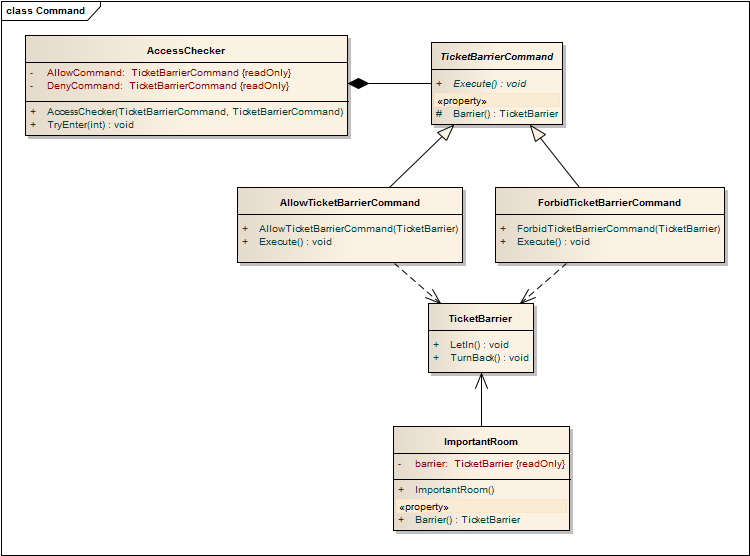 class Command
AccessChecker
- AllowCommand: TicketBarrierCommand {readOnly}
- DenyCommand: TicketBarrierCommand {readOnly}
+ AccessChecker(TicketBarrierCommand, TicketBarrierCommand)
+ TryEnter(int) : void
TicketBarrierCommand
+ Execute() : void
«property»
# Barrier() : TicketBarrier
AllowTicketBarrierCommand
+ AllowTicketBarrierCommand(TicketBarrier)
+ Execute() : void
ForbidTicketBarrierCommand
+ ForbidTicketBarrierCommand(TicketBarrier)
+ Execute() : void
TicketBarrier
+ LetIn() : void
+ TurnBack() : void
ImportantRoom
- barrier: TicketBarrier {readOnly}
+ ImportantRoom()
«property»
+ Barrier() : TicketBarrier